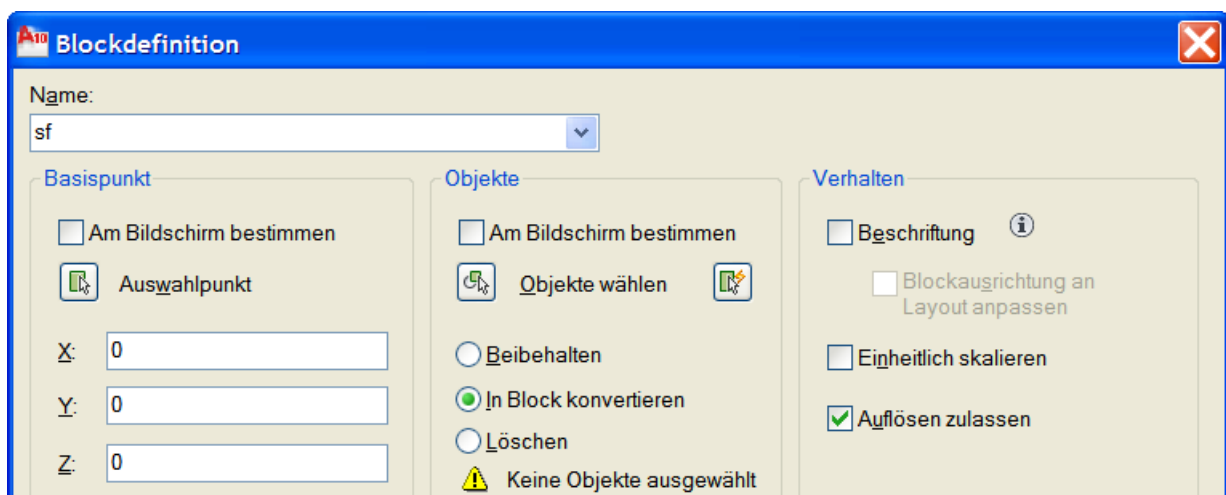 A10 Blockdefinition
Name:
sf
Basispunkt
Am Bildschirm bestimmen
Auswahlpunkt
X: 0
Y: 0
Z: 0
Objekte
Am Bildschirm bestimmen
Objekte wählen
Beibehalten
In Block konvertieren
Löschen
Keine Objekte ausgewählt
Verhalten
Beschriftung
Blockausrichtung an
Layout anpassen
Einheitlich skalieren
Auflösen zulassen